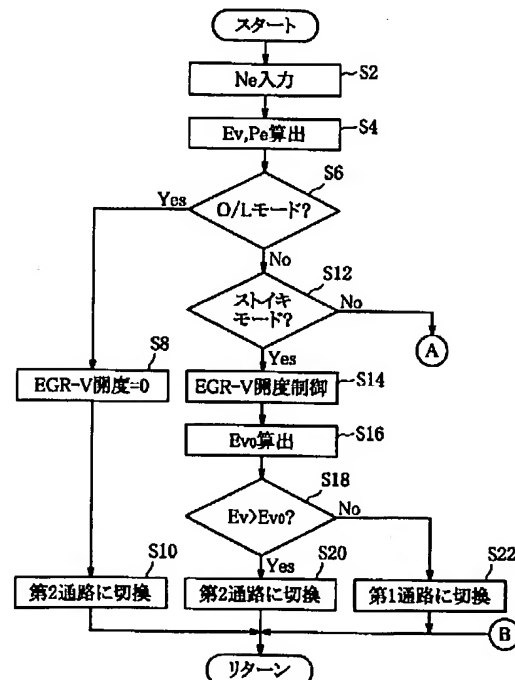 スタート
S2
Ne入力
S4
Ev,Pe算出
S6
Yes
O/Lモード?
No
S12
ストイキ
モード?
No
A
Yes
S8
EGR-V開度=0
S14
EGR-V開度制御
S16
Ev0算出
S18
Ev>Ev0?
No
Yes
S10
第2通路に切換
S20
第2通路に切換
S22
第1通路に切換
B
リターン